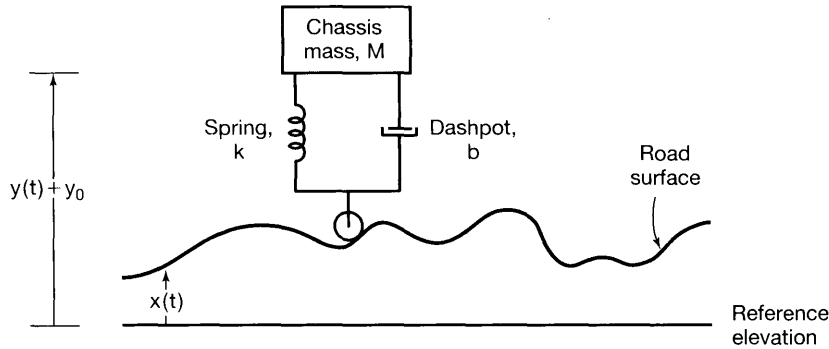 Chassis
mass, M
Spring,
k
Dashpot,
b
Road
surface
y(t) + y₀
x(t)
Reference
elevation